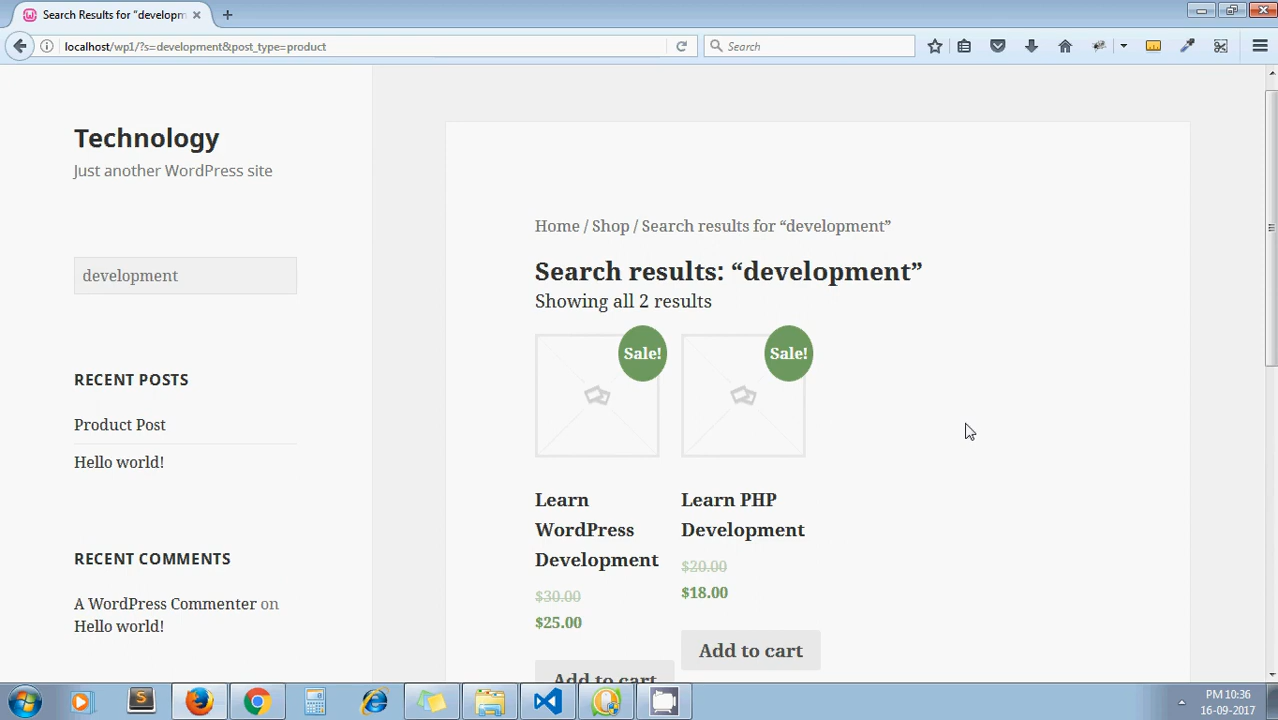 Search Results for “developm
localhost/wp1/?s=development&post_type=product
Search
Technology
Just another WordPress site
development
RECENT POSTS
Product Post
Hello world!
RECENT COMMENTS
A WordPress Commenter on
Hello world!
Home / Shop / Search results for “development”
Search results: “development”
Showing all 2 results
Sale!
Learn
WordPress
Development
$30.00
$25.00
Add to cart
Sale!
Learn PHP
Development
$20.00
$18.00
Add to cart
PM 10:36
16-09-2017